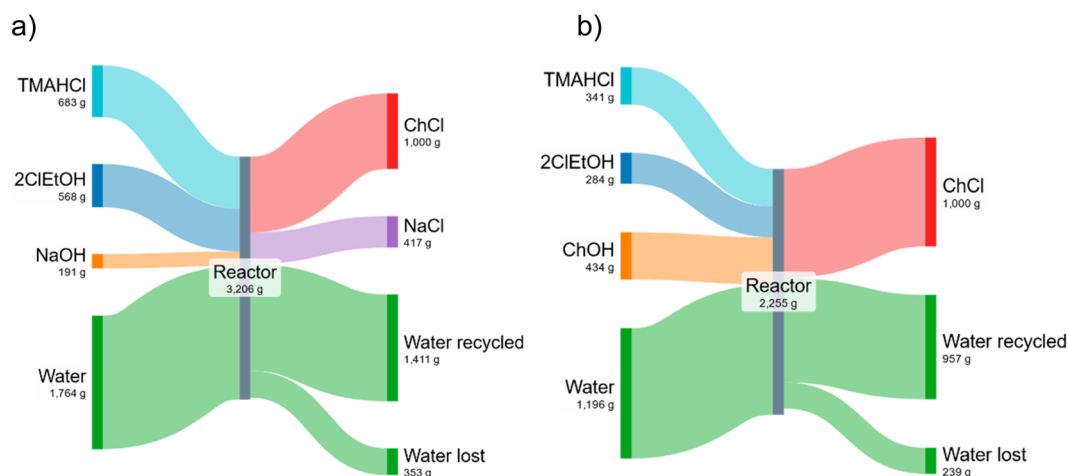 a)
TMAHCl
683 g
2ClEtOH
568 g
NaOH
191 g
Water
1,764 g
Reactor
3,206 g
ChCl
1,000 g
NaCl
417 g
Water recycled
1,411 g
Water lost
353 g
b)
TMAHCl
341 g
2ClEtOH
284 g
ChOH
434 g
Water
1,196 g
Reactor
2,255 g
ChCl
1,000 g
Water recycled
957 g
Water lost
239 g